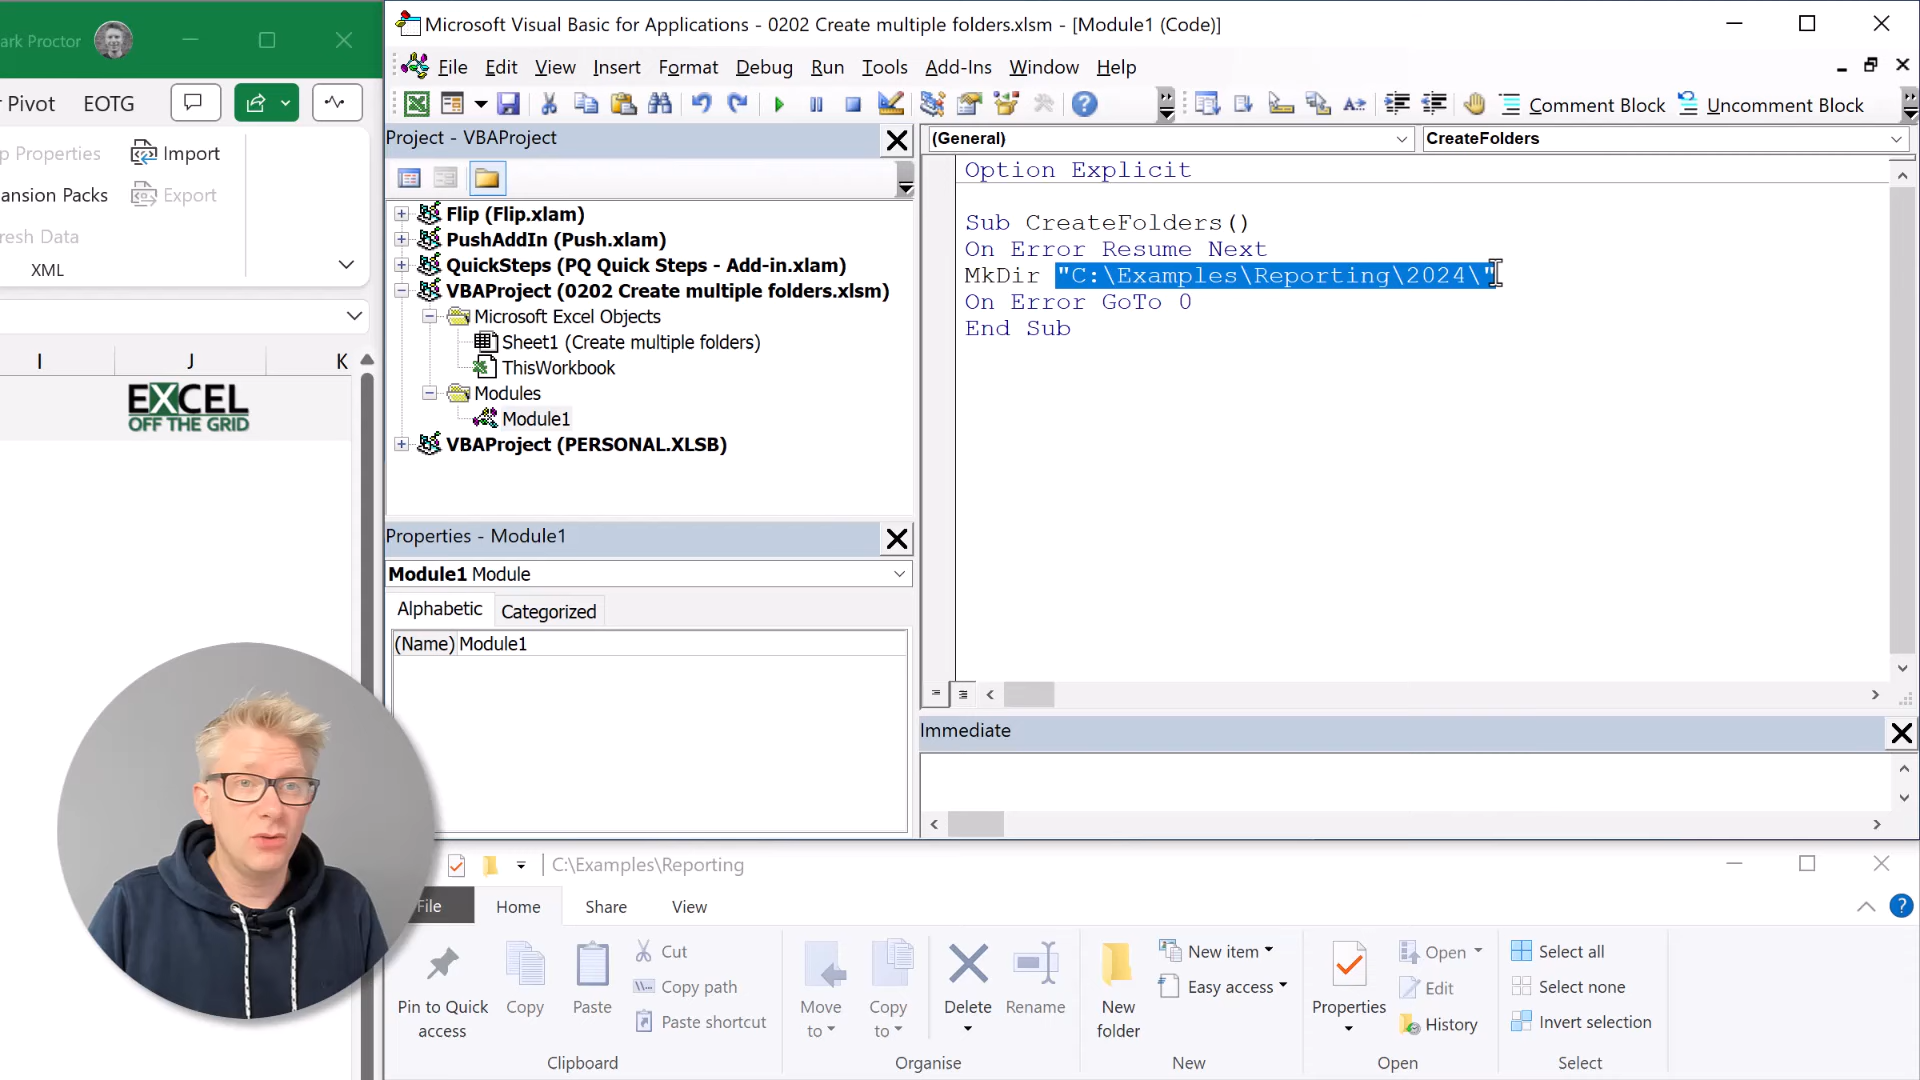 ark Proctor
Pivot EOTG
p Properties Import
ansion Packs Export
resh Data
XML
I J K
EXCEL
OFF THE GRID
Microsoft Visual Basic for Applications - 0202 Create multiple folders.xlsm - [Module1 (Code)]
File Edit View Insert Format Debug Run Tools Add-Ins Window Help
Comment Block Uncomment Block
Project - VBAProject
Flip (Flip.xlam)
PushAddIn (Push.xlam)
QuickSteps (PQ Quick Steps - Add-in.xlam)
VBAProject (0202 Create multiple folders.xlsm)
Microsoft Excel Objects
Sheet1 (Create multiple folders)
ThisWorkbook
Modules
Module1
VBAProject (PERSONAL.XLSB)
Properties - Module1
Module1 Module
Alphabetic Categorized
(Name) Module1
(General) CreateFolders
Option Explicit
Sub CreateFolders()
On Error Resume Next
MkDir "C:\Examples\Reporting\2024\"
On Error GoTo 0
End Sub
Immediate
C:\Examples\Reporting
File Home Share View
Pin to Quick access
Copy
Paste
Cut
Copy path
Paste shortcut
Clipboard
Move to
Copy to
Delete
Rename
Organise
New folder
New item
Easy access
New
Properties
Open
Edit
History
Open
Select all
Select none
Invert selection
Select